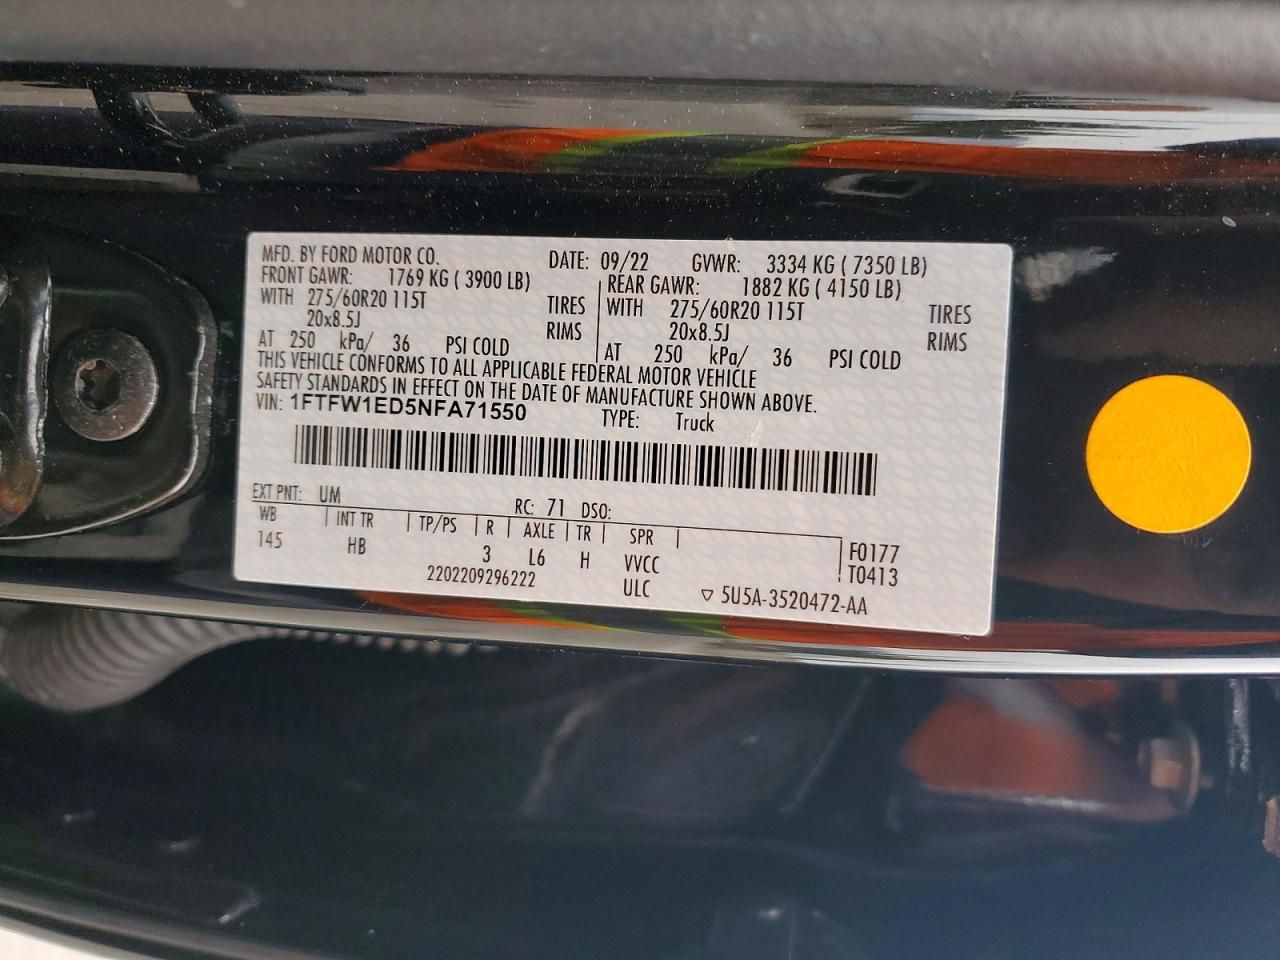 MFD. BY FORD MOTOR CO. DATE: 09/22 GVWR: 3334 KG ( 7350 LB)
FRONT GAWR: 1769 KG ( 3900 LB) REAR GAWR: 1882 KG ( 4150 LB)
WITH 275/60R20 115T TIRES WITH 275/60R20 115T TIRES
20x8.5J RIMS 20x8.5J RIMS
AT 250 kPa/ 36 PSI COLD AT 250 kPa/ 36 PSI COLD
THIS VEHICLE CONFORMS TO ALL APPLICABLE FEDERAL MOTOR VEHICLE
SAFETY STANDARDS IN EFFECT ON THE DATE OF MANUFACTURE SHOWN ABOVE.
VIN: 1FTFW1ED5NFA71550 TYPE: Truck
EXT PNT: UM RC: 71 DSO:
WB | INT TR | TP/PS | R | AXLE | TR | SPR | F0177
145 HB 3 L6 H VVCC T0413
2202209296222 ULC ▽ 5U5A-3520472-AA